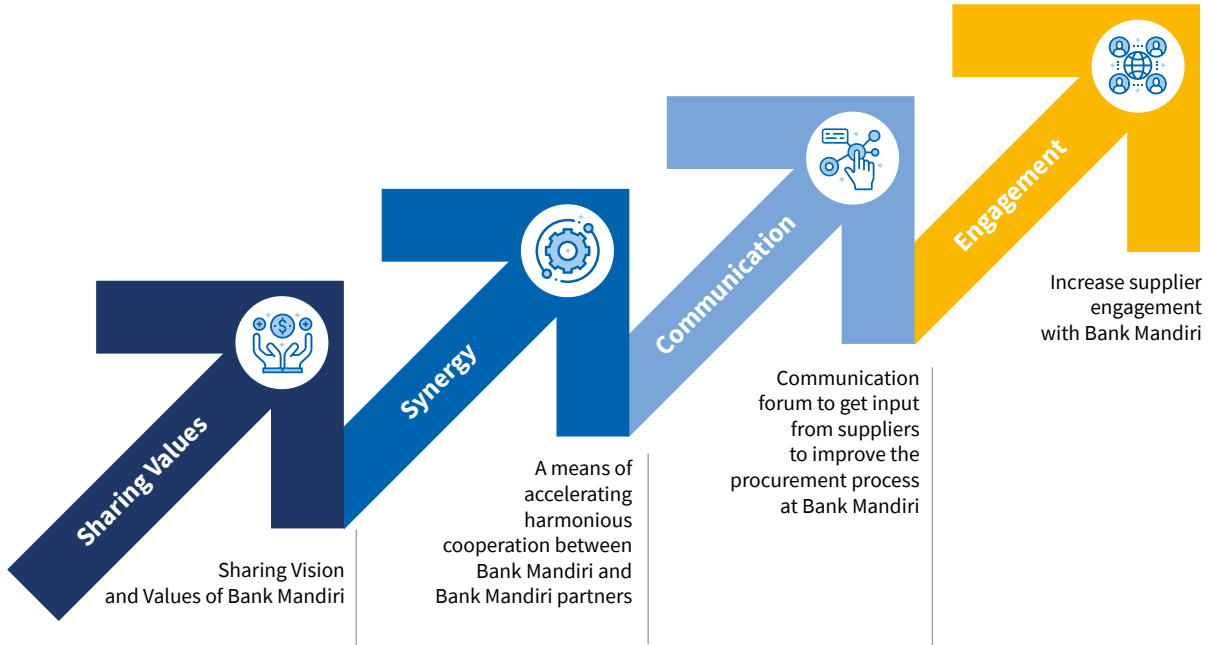 Sharing Values
Sharing Vision
and Values of Bank Mandiri
Synergy
A means of
accelerating
harmonious
cooperation between
Bank Mandiri and
Bank Mandiri partners
Communication
Communication
forum to get input
from suppliers
to improve the
procurement process
at Bank Mandiri
Engagement
Increase supplier
engagement
with Bank Mandiri